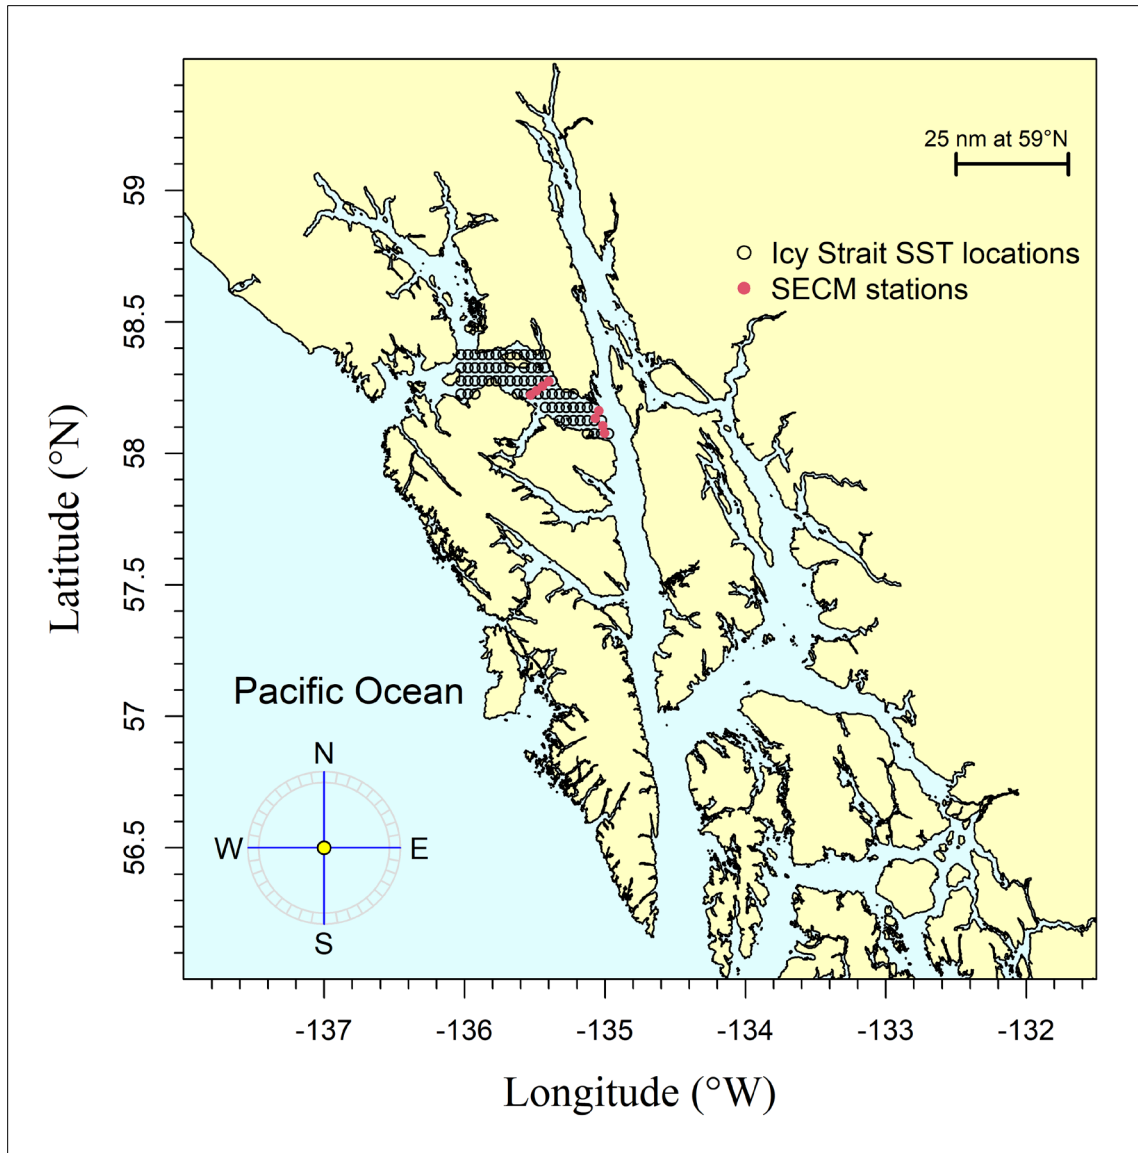 25 nm at 59°N
Icy Strait SST locations
SECM stations
59
58.5
58
57.5
57
56.5
Latitude (°N)
Pacific Ocean
N
W
E
S
-137
-136
-135
-134
-133
-132
Longitude (°W)